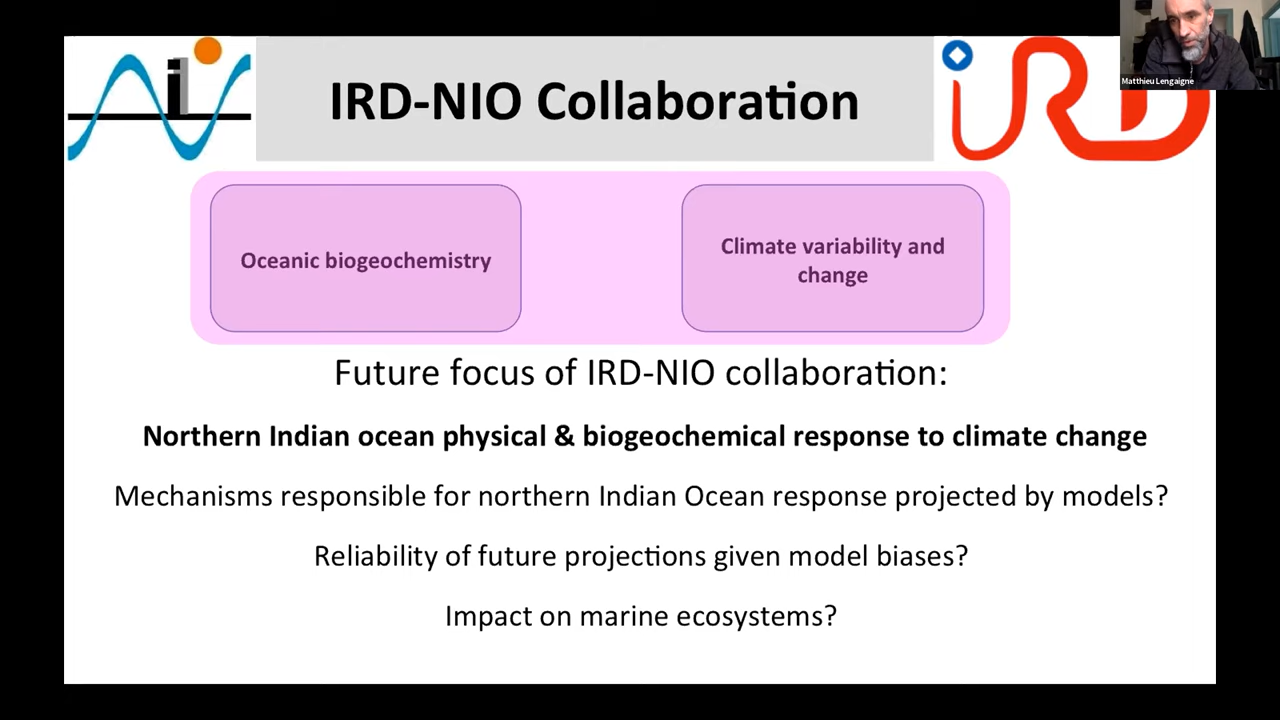 IRD-NIO Collaboration
iRD
Matthieu Lengaigne
Oceanic biogeochemistry
Climate variability and
change
Future focus of IRD-NIO collaboration:
Northern Indian ocean physical & biogeochemical response to climate change
Mechanisms responsible for northern Indian Ocean response projected by models?
Reliability of future projections given model biases?
Impact on marine ecosystems?